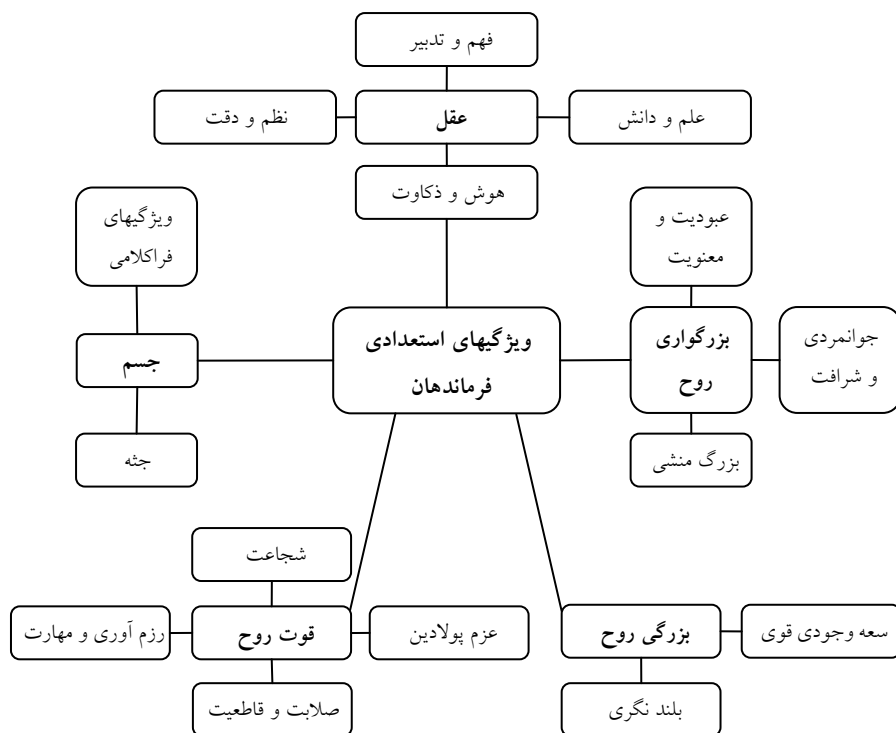 فهم و تدبیر
علم و دانش
عقل
نظم و دقت
هوش و ذکاوت
عبودیت و
معنویت
ویژگیهای
فراکلامی
جوانمردی
و شرافت
بزرگواری
روح
ویژگیهای استعدادی
فرماندهان
جسم
بزرگ منشی
جثه
شجاعت
سعه وجودی قوی
بزرگی روح
عزم پولادین
قوت روح
رزم آوری و مهارت
بلند نگری
صلابت و قاطعیت